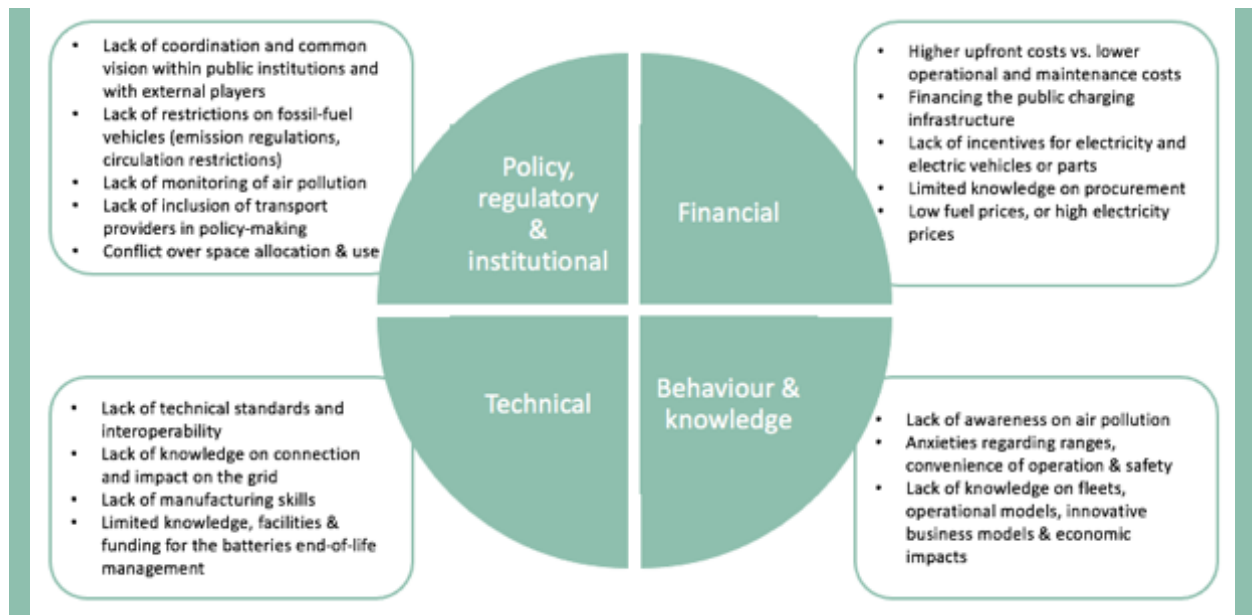 • Lack of coordination and common
vision within public institutions and
with external players
• Lack of restrictions on fossil-fuel
vehicles (emission regulations,
circulation restrictions)
• Lack of monitoring of air pollution
• Lack of inclusion of transport
providers in policy-making
• Conflict over space allocation & use
Policy,
regulatory
&
institutional
Financial
• Higher upfront costs vs. lower
operational and maintenance costs
• Financing the public charging
infrastructure
• Lack of incentives for electricity and
electric vehicles or parts
• Limited knowledge on procurement
• Low fuel prices, or high electricity
prices
• Lack of technical standards and
interoperability
• Lack of knowledge on connection
and impact on the grid
• Lack of manufacturing skills
• Limited knowledge, facilities &
funding for the batteries end-of-life
management
Technical
Behaviour &
knowledge
• Lack of awareness on air pollution
• Anxieties regarding ranges,
convenience of operation & safety
• Lack of knowledge on fleets,
operational models, innovative
business models & economic
impacts